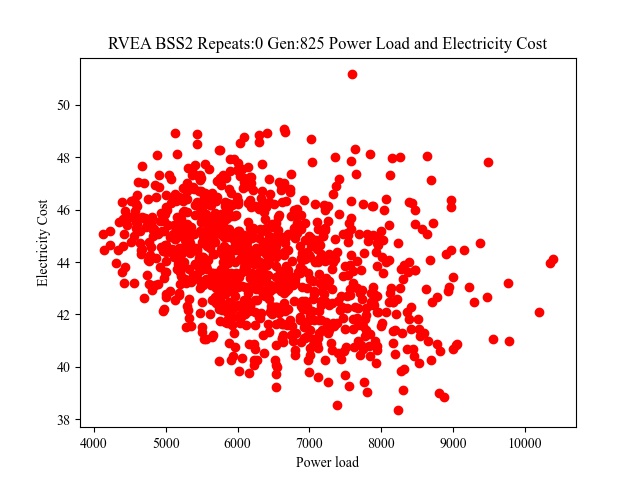 RVEA BSS2 Repeats:0 Gen:825 Power Load and Electricity Cost
50
48
46
44
42
40
38
Electricity Cost
4000 5000 6000 7000 8000 9000 10000
Power load